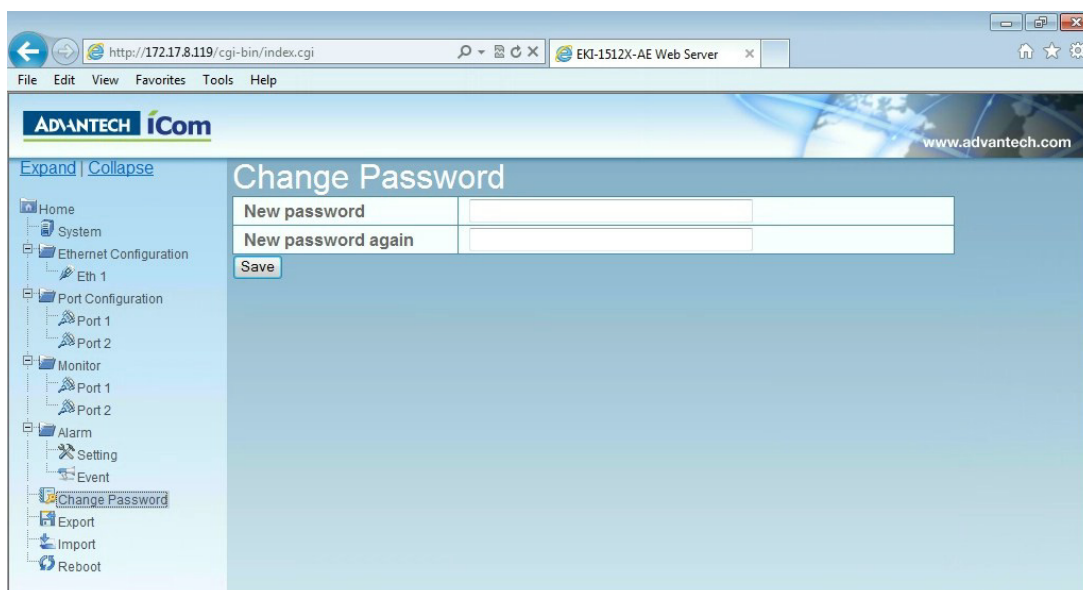 http://172.17.8.119/cgi-bin/index.cgi
EKI-1512X-AE Web Server
File Edit View Favorites Tools Help
ADVANTECH iCom
www.advantech.com
Expand | Collapse
Change Password
Home
New password
System
New password again
Ethernet Configuration
Save
Eth 1
Port Configuration
Port 1
Port 2
Monitor
Port 1
Port 2
Alarm
Setting
Event
Change Password
Export
Import
Reboot